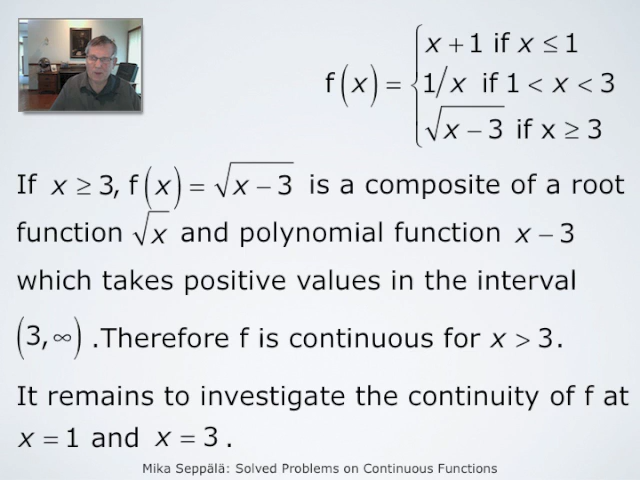 f(x) = { x + 1 if x ≤ 1
1/x if 1 < x < 3
√(x − 3) if x ≥ 3
If x ≥ 3, f(x) = √(x − 3) is a composite of a root
function √x and polynomial function x − 3
which takes positive values in the interval
(3, ∞) .Therefore f is continuous for x > 3.
It remains to investigate the continuity of f at
x = 1 and x = 3 .
Mika Seppälä: Solved Problems on Continuous Functions